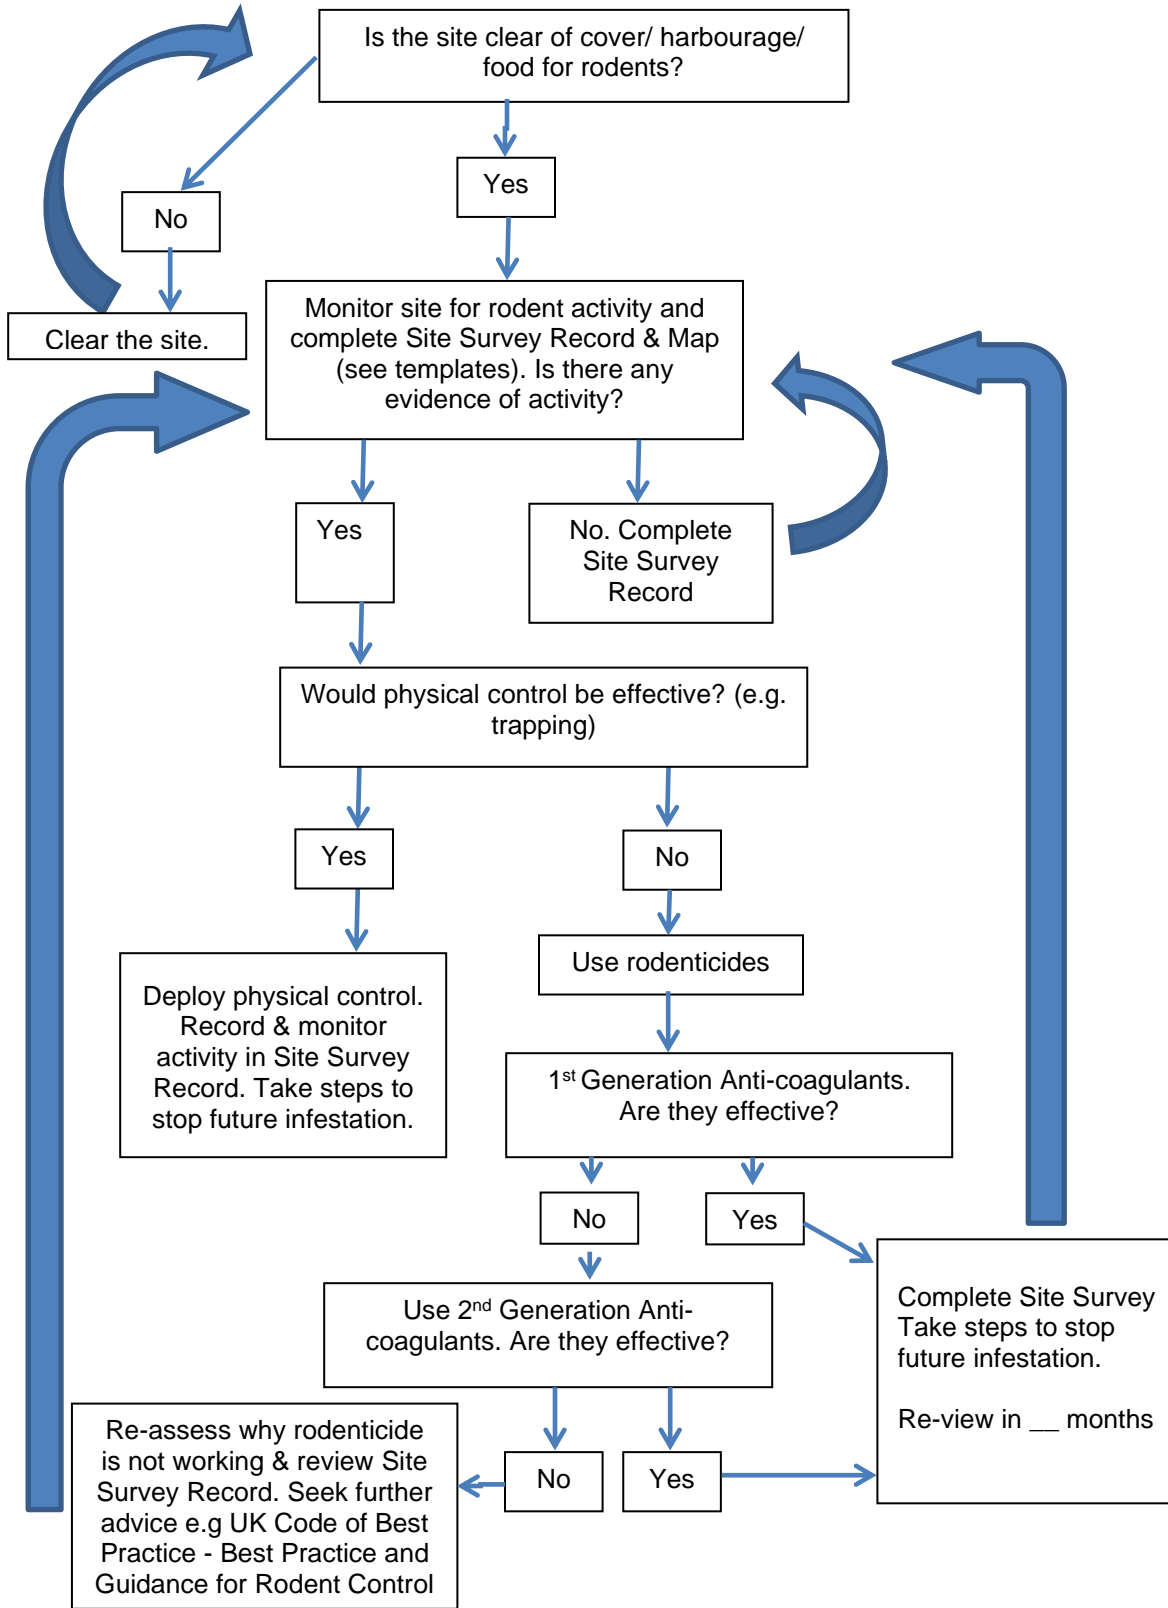 Is the site clear of cover/ harbourage/
food for rodents?
Yes
No
Clear the site.
Monitor site for rodent activity and
complete Site Survey Record & Map
(see templates). Is there any
evidence of activity?
Yes
No. Complete
Site Survey
Record
Would physical control be effective? (e.g.
trapping)
Yes
No
Deploy physical control.
Record & monitor
activity in Site Survey
Record. Take steps to
stop future infestation.
Use rodenticides
1st Generation Anti-coagulants.
Are they effective?
No
Yes
Use 2nd Generation Anti-
coagulants. Are they effective?
Complete Site Survey
Take steps to stop
future infestation.
Re-view in __ months
Re-assess why rodenticide
is not working & review Site
Survey Record. Seek further
advice e.g UK Code of Best
Practice - Best Practice and
Guidance for Rodent Control
No
Yes